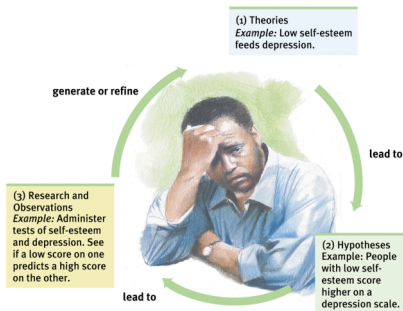 (1) Theories
Example: Low self-esteem
feeds depression.
generate or refine
lead to
(3) Research and
Observations
Example: Administer
tests of self-esteem
and depression. See
if a low score on one
predicts a high score
on the other.
(2) Hypotheses
Example: People
with low self-
esteem score
higher on a
depression scale.
lead to